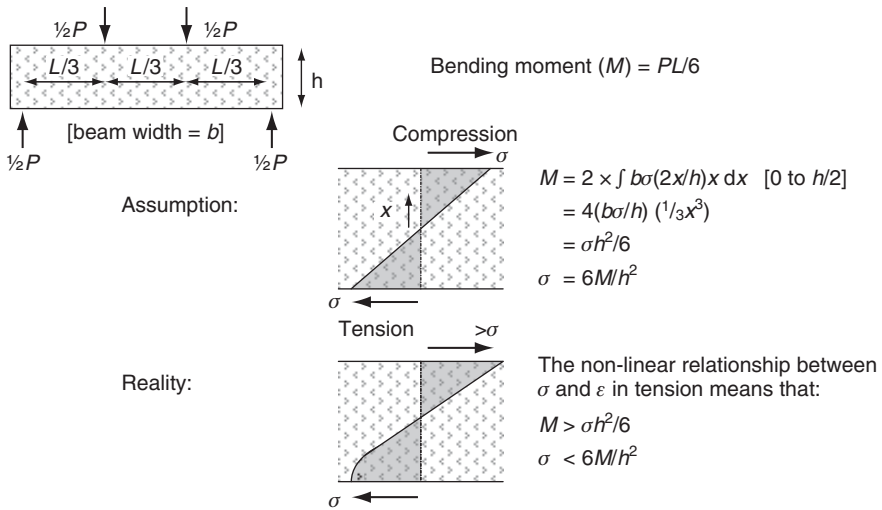 ½P ½P
L/3 L/3 L/3
h
Bending moment (M) = PL/6
[beam width = b]
½P ½P
Compression
σ
Assumption:
x
M = 2 × ∫ bσ(2x/h)x dx [0 to h/2]
= 4(bσ/h) (¹/₃x³)
= σh²/6
σ = 6M/h²
σ
Tension
>σ
Reality:
The non-linear relationship between
σ and ε in tension means that:
M > σh²/6
σ < 6M/h²
σ